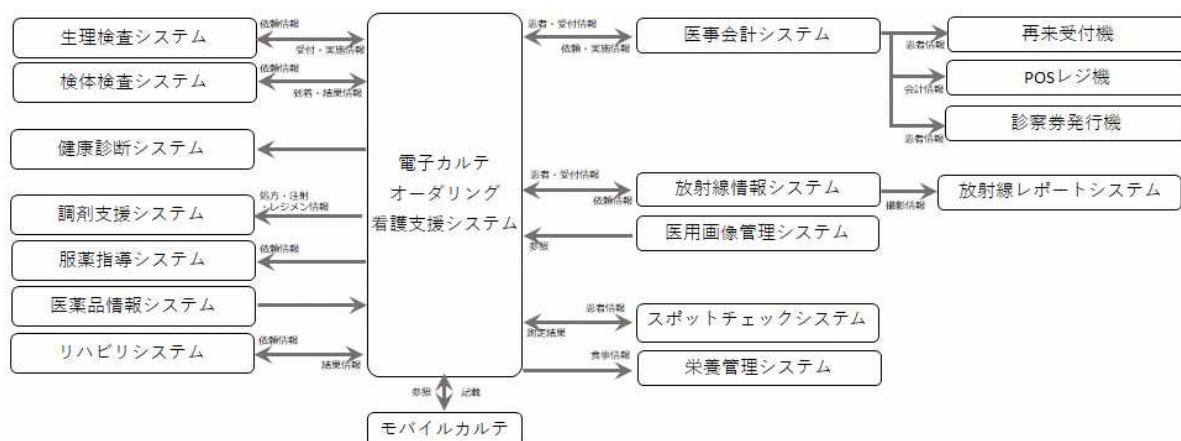 生理検査システム
依頼情報
受付・実施情報
検体検査システム
依頼情報
到着・結果情報
健康診断システム
調剤支援システム
処方・注射
・レジメン情報
服薬指導システム
依頼情報
医薬品情報システム
リハビリシステム
依頼情報
結果情報
電子カルテ
オーダリング
看護支援システム
参照
記載
モバイルカルテ
患者・受付情報
依頼・実施情報
医事会計システム
患者情報
再来受付機
会計情報
POSレジ機
患者情報
診察券発行機
患者・受付情報
依頼情報
放射線情報システム
撮影情報
放射線レポートシステム
参照
医用画像管理システム
患者情報
測定結果
スポットチェックシステム
食事情報
栄養管理システム